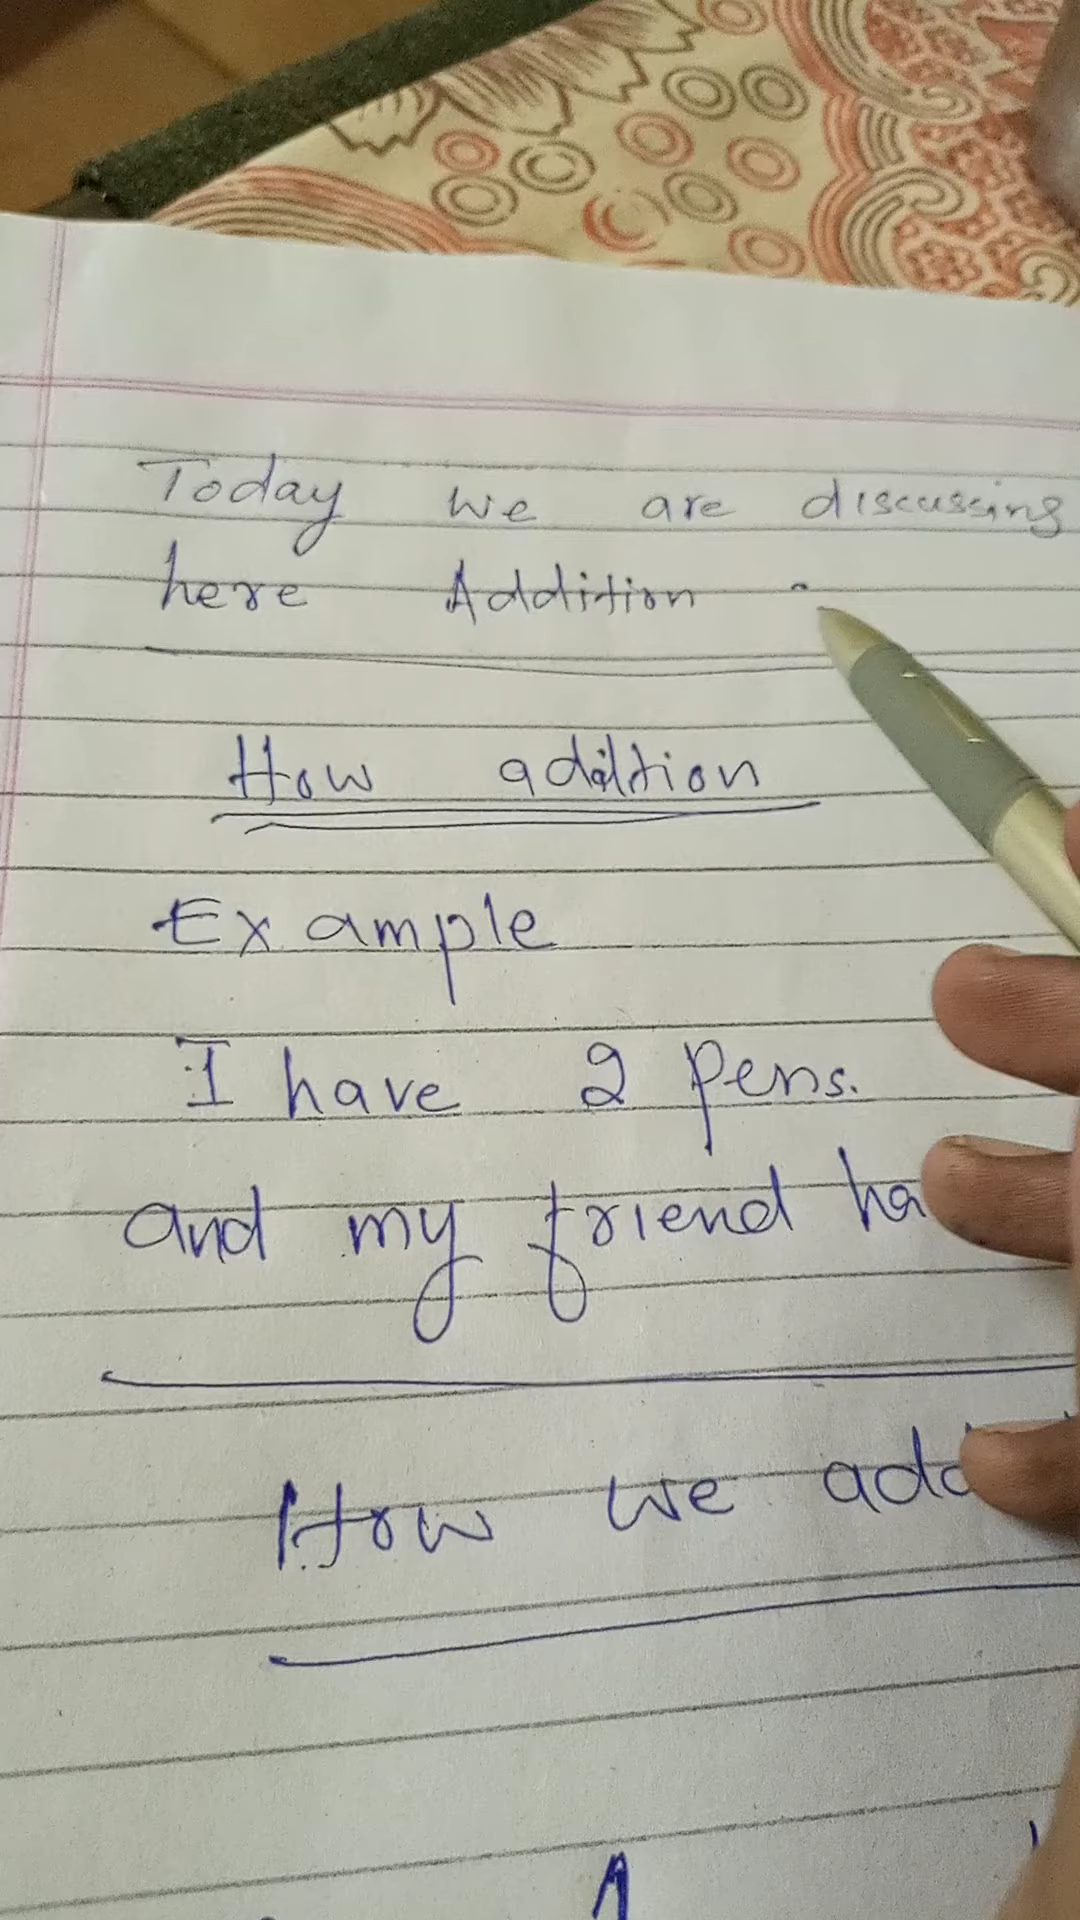 Today we are discussing
here Addition
How addition
Example
I have 2 Pens.
and my friend
How we